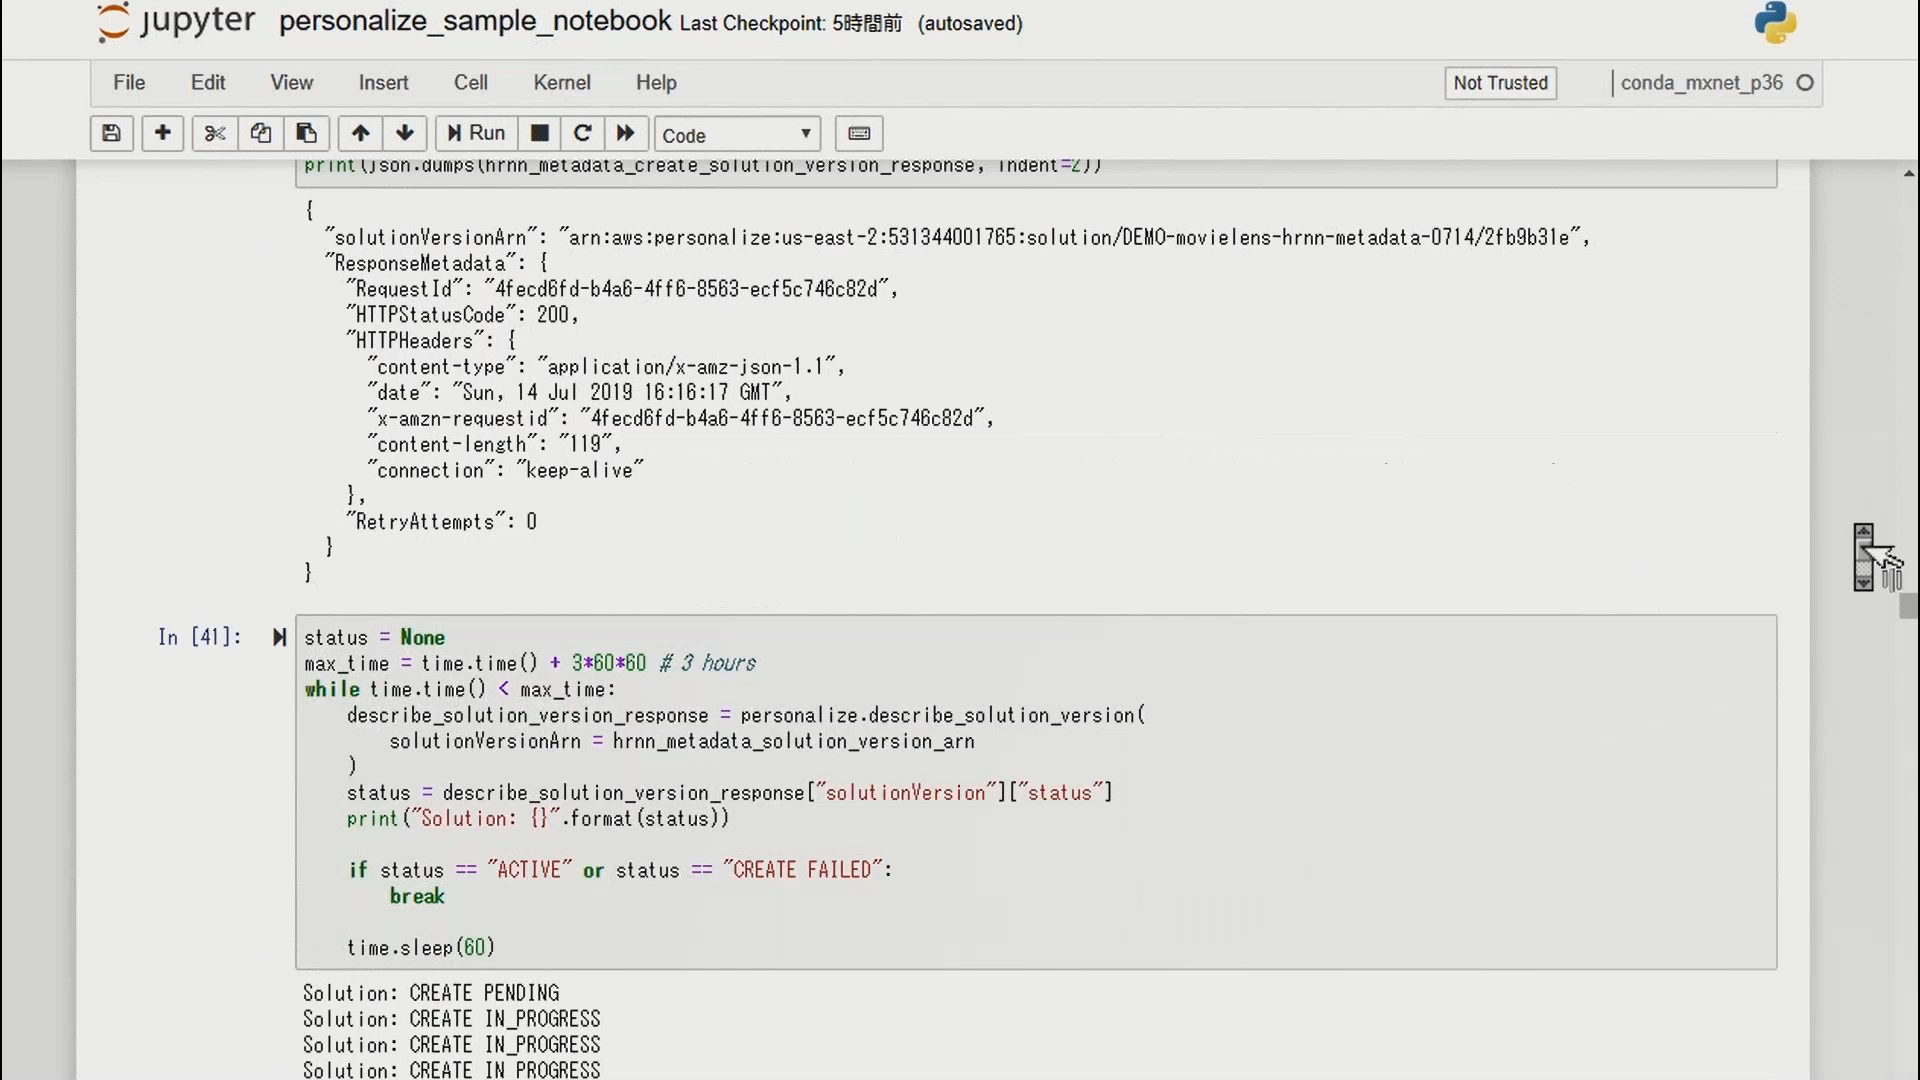 jupyter personalize_sample_notebook Last Checkpoint: 5時間前 (autosaved)
File Edit View Insert Cell Kernel Help Not Trusted conda_mxnet_p36
Run Code
print(json.dumps(hrnn_metadata_create_solution_version_response, indent=2))
{
"solutionVersionArn": "arn:aws:personalize:us-east-2:531344001765:solution/DEMO-movielens-hrnn-metadata-0714/2fb9b31e",
"ResponseMetadata": {
"RequestId": "4fecd6fd-b4a6-4ff6-8563-ecf5c746c82d",
"HTTPStatusCode": 200,
"HTTPHeaders": {
"content-type": "application/x-amz-json-1.1",
"date": "Sun, 14 Jul 2019 16:16:17 GMT",
"x-amzn-requestid": "4fecd6fd-b4a6-4ff6-8563-ecf5c746c82d",
"content-length": "119",
"connection": "keep-alive"
},
"RetryAttempts": 0
}
}
In [41]: status = None
max_time = time.time() + 3*60*60 # 3 hours
while time.time() < max_time:
describe_solution_version_response = personalize.describe_solution_version(
solutionVersionArn = hrnn_metadata_solution_version_arn
)
status = describe_solution_version_response["solutionVersion"]["status"]
print("Solution: {}".format(status))
if status == "ACTIVE" or status == "CREATE FAILED":
break
time.sleep(60)
Solution: CREATE PENDING
Solution: CREATE IN_PROGRESS
Solution: CREATE IN_PROGRESS
Solution: CREATE IN_PROGRESS